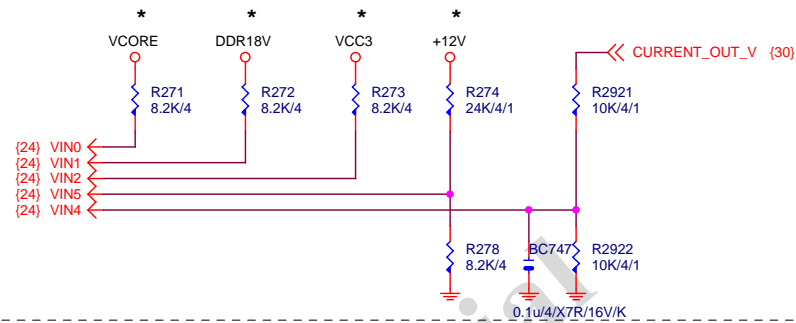 * * * *
VCORE DDR18V VCC3 +12V
CURRENT_OUT_V {30}
R271 R272 R273 R274 R2921
8.2K/4 8.2K/4 8.2K/4 24K/4/1 10K/4/1
{24} VIN0
{24} VIN1
{24} VIN2
{24} VIN5
{24} VIN4
R278 BC747 R2922
8.2K/4 10K/4/1
0.1u/4/X7R/16V/K